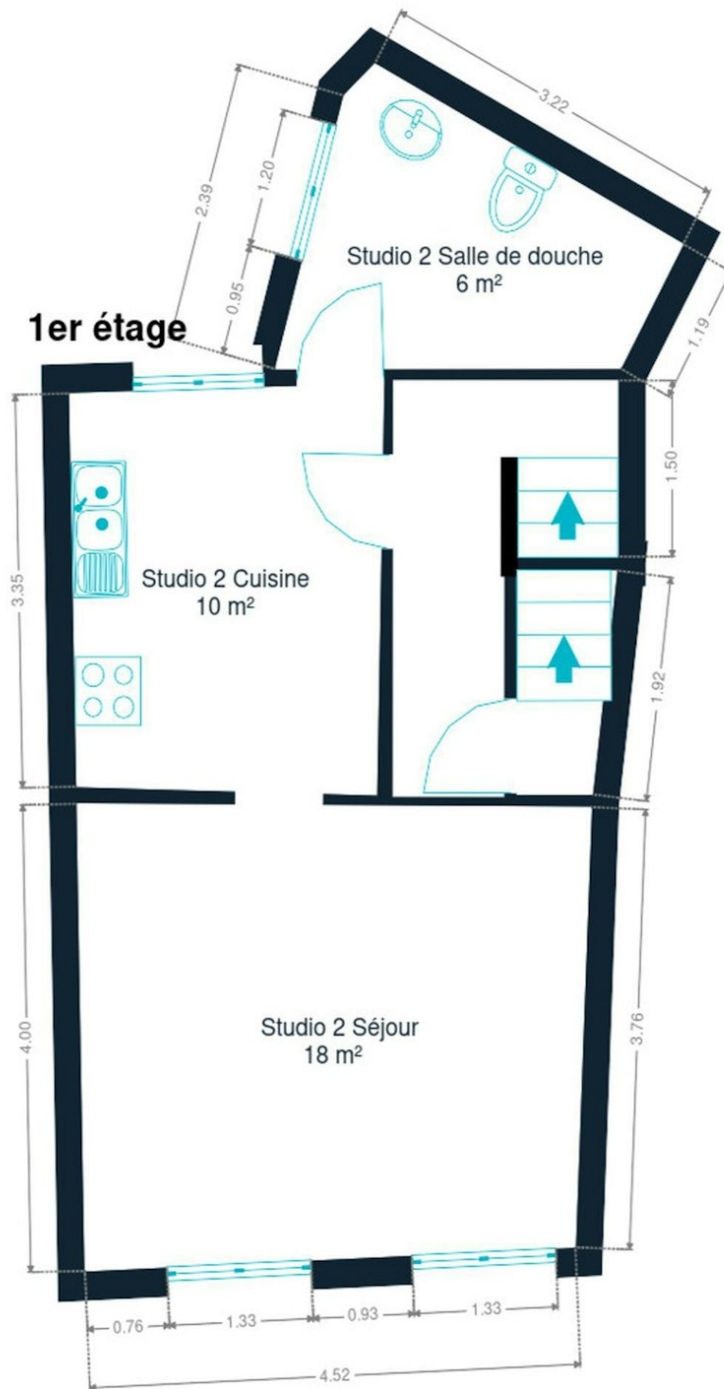 3.22
2.39
1.20
Studio 2 Salle de douche
6 m²
0.95
1.19
1er étage
1.50
3.35
Studio 2 Cuisine
10 m²
1.92
4.00
3.76
Studio 2 Séjour
18 m²
0.76
1.33
0.93
1.33
4.52